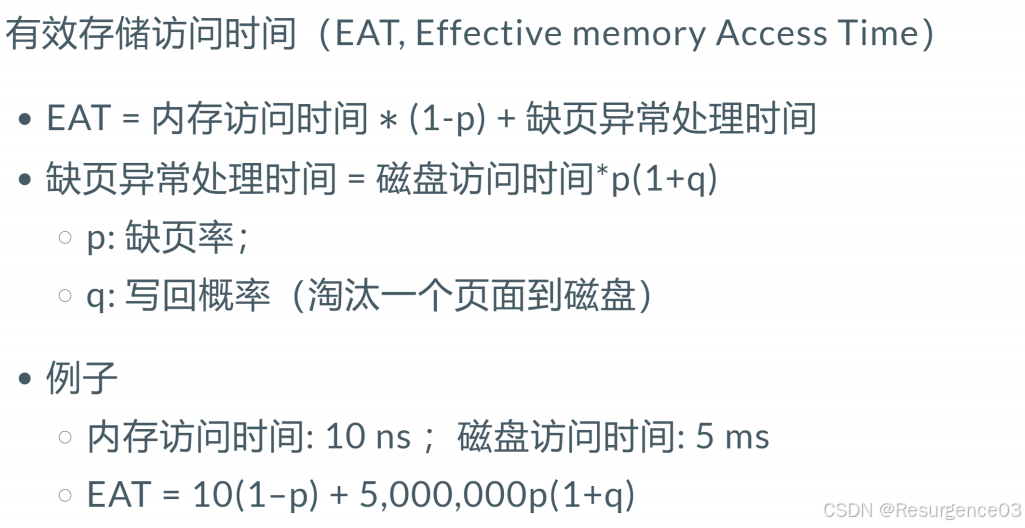 有效存储访问时间（EAT, Effective memory Access Time）
• EAT = 内存访问时间 * (1-p) + 缺页异常处理时间
• 缺页异常处理时间 = 磁盘访问时间*p(1+q)
○ p: 缺页率；
○ q: 写回概率（淘汰一个页面到磁盘）
• 例子
○ 内存访问时间: 10 ns ； 磁盘访问时间: 5 ms
○ EAT = 10(1–p) + 5,000,000p(1+q)
CSDN @Resurgence03